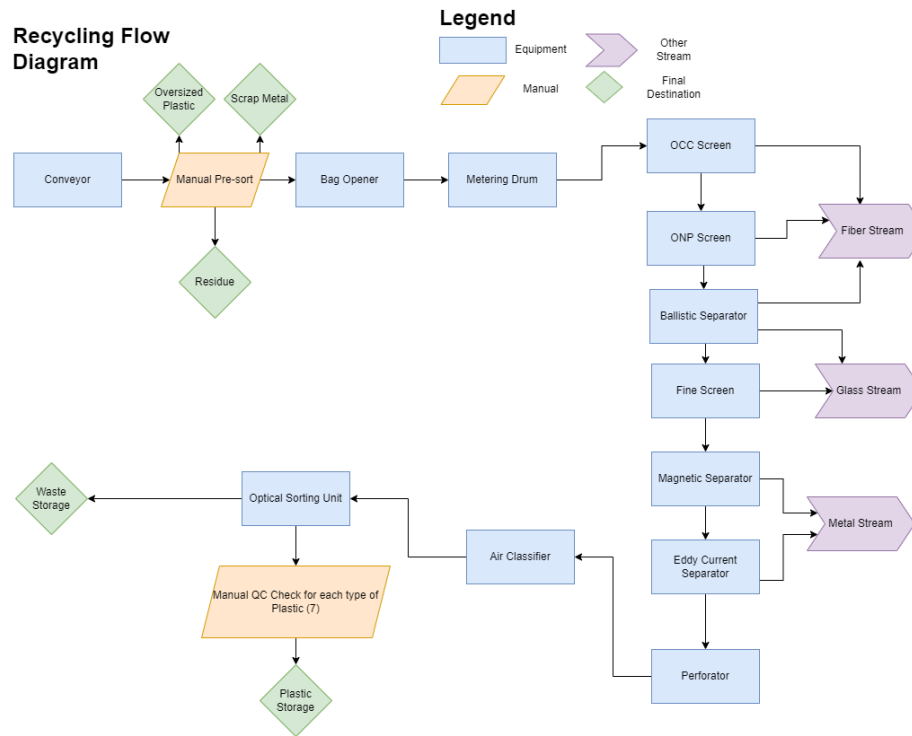 Recycling Flow
Diagram
Legend
Equipment
Other
Stream
Manual
Final
Destination
Oversized
Plastic
Scrap Metal
Conveyor
Manual Pre-sort
Bag Opener
Metering Drum
OCC Screen
Residue
ONP Screen
Fiber Stream
Ballistic Separator
Fine Screen
Glass Stream
Magnetic Separator
Metal Stream
Eddy Current
Separator
Perforator
Air Classifier
Optical Sorting Unit
Waste
Storage
Manual QC Check for each type of
Plastic (7)
Plastic
Storage